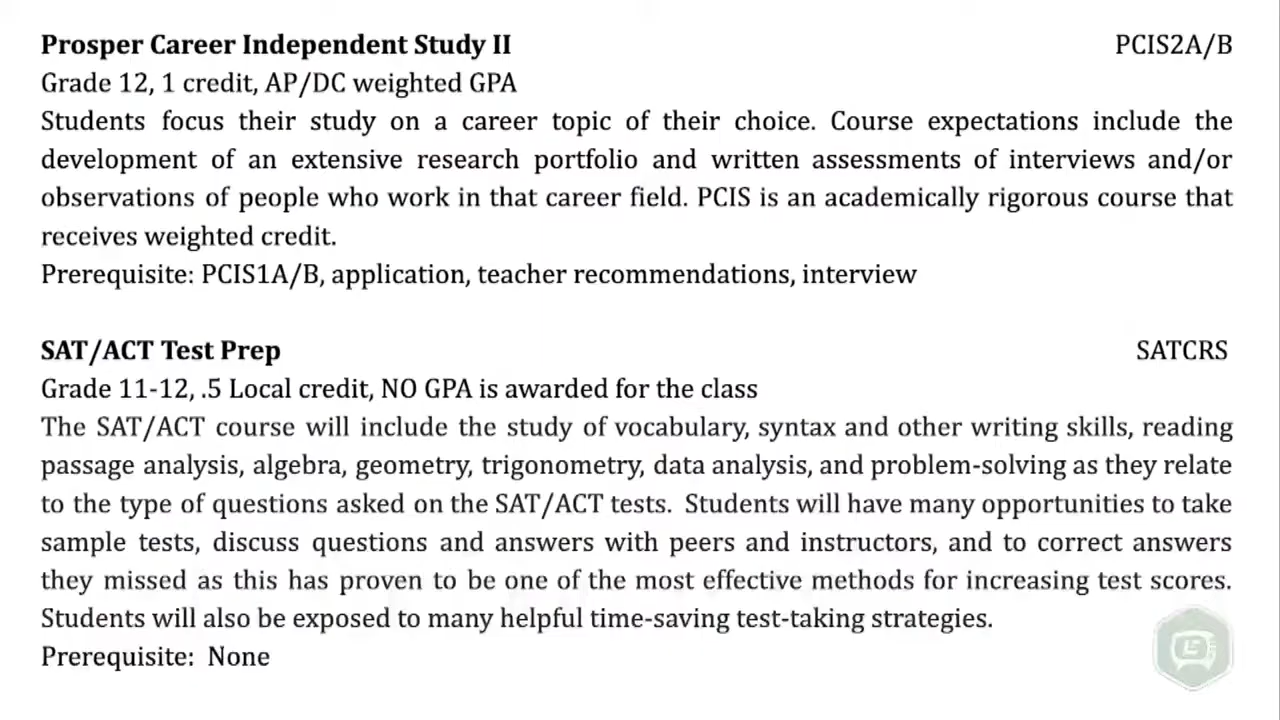 Prosper Career Independent Study II PCIS2A/B
Grade 12, 1 credit, AP/DC weighted GPA
Students focus their study on a career topic of their choice. Course expectations include the
development of an extensive research portfolio and written assessments of interviews and/or
observations of people who work in that career field. PCIS is an academically rigorous course that
receives weighted credit.
Prerequisite: PCIS1A/B, application, teacher recommendations, interview
SAT/ACT Test Prep SATCRS
Grade 11-12, .5 Local credit, NO GPA is awarded for the class
The SAT/ACT course will include the study of vocabulary, syntax and other writing skills, reading
passage analysis, algebra, geometry, trigonometry, data analysis, and problem-solving as they relate
to the type of questions asked on the SAT/ACT tests. Students will have many opportunities to take
sample tests, discuss questions and answers with peers and instructors, and to correct answers
they missed as this has proven to be one of the most effective methods for increasing test scores.
Students will also be exposed to many helpful time-saving test-taking strategies.
Prerequisite: None